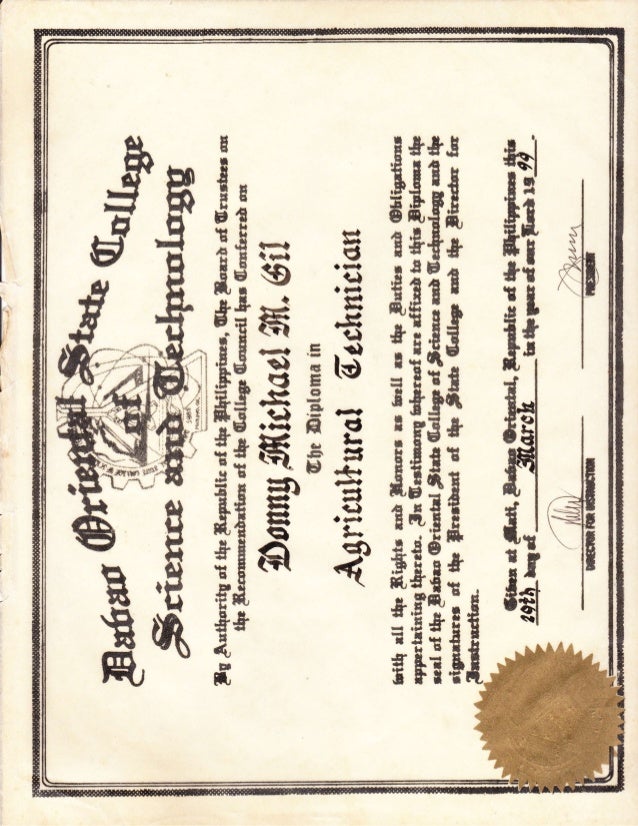 Davao Oriental State College
of
Science and Technology
By Authority of the Republic of the Philippines, The Board of Trustees on
the Recommendation of the College Council has Conferred on
Donny Michael M. Gil
The Diploma in
Agricultural Technician
with all the Rights and Honors as well as the Duties and Obligations
appertaining thereto. In Testimony whereof are affixed to this Diploma the
seal of the Davao Oriental State College of Science and Technology and the
signatures of the President of the State College and the Director for
Instruction.
Given at Mati, Davao Oriental, Republic of the Philippines this
29th day of March in the year of our Lord 1999.
DIRECTOR FOR INSTRUCTION
PRESIDENT